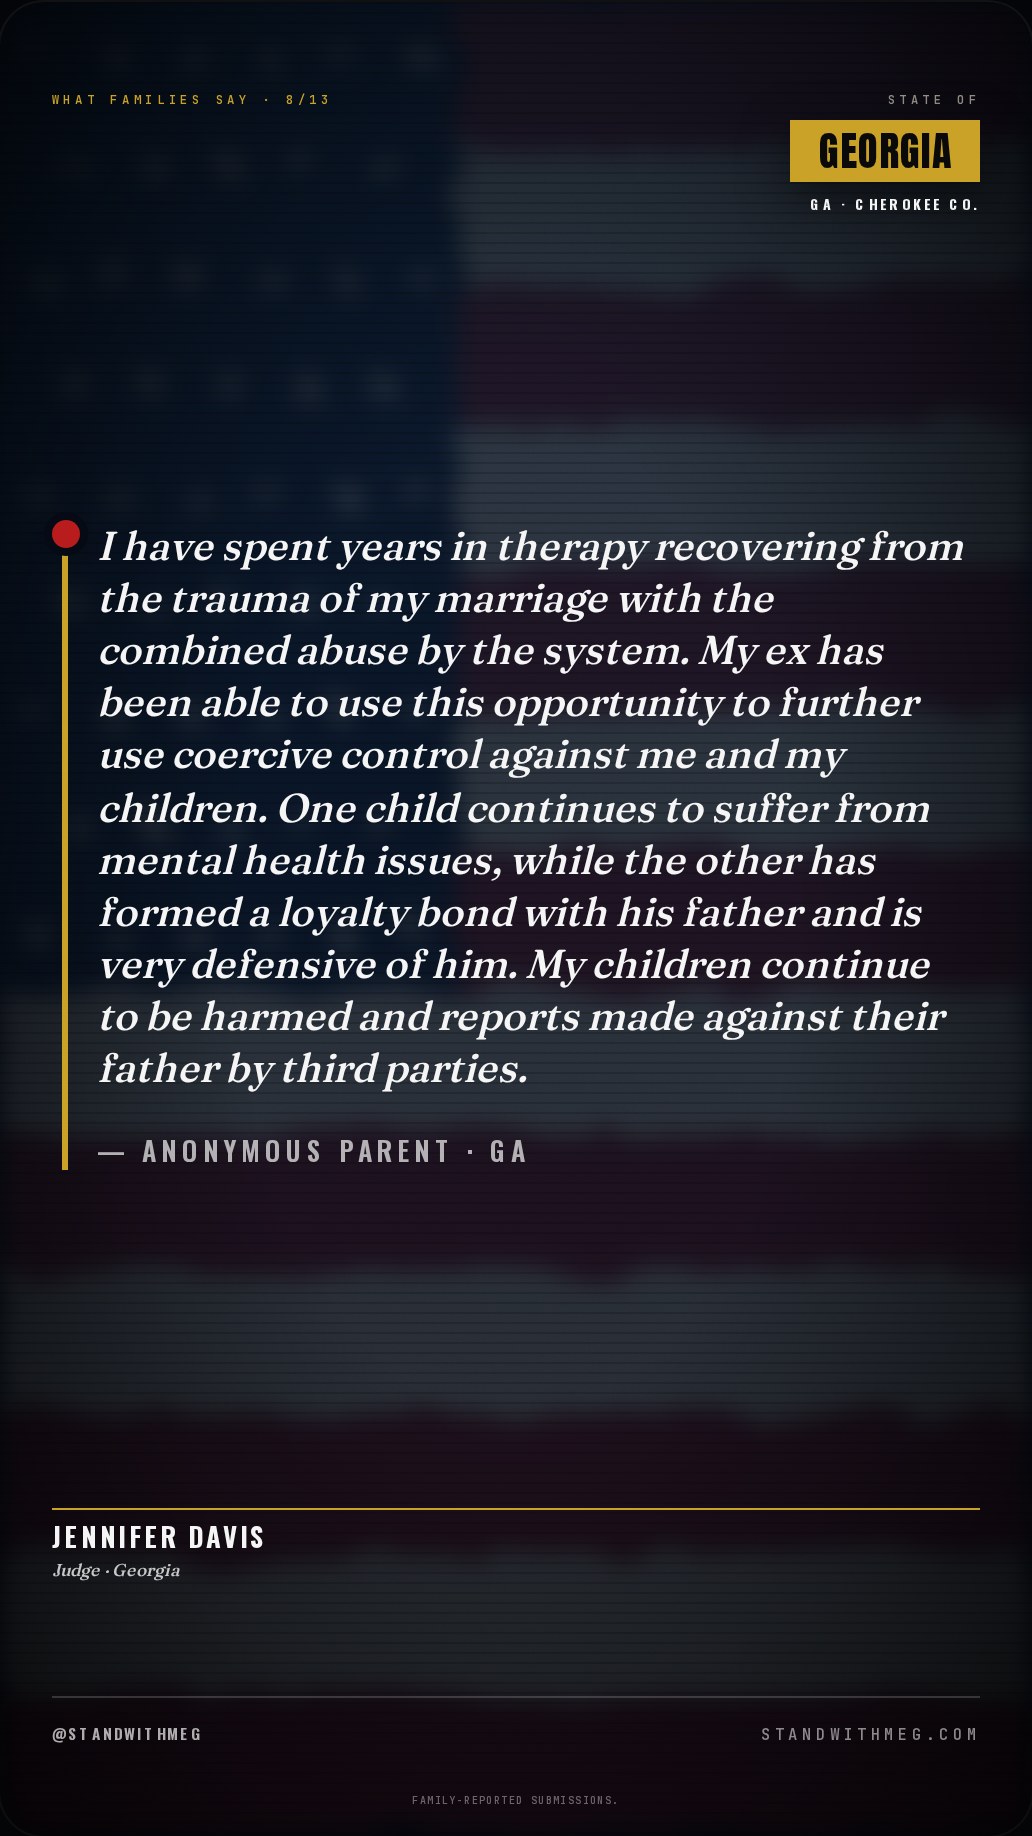 WHAT FAMILIES SAY · 8/13
STATE OF
GEORGIA
GA · CHEROKEE CO.
I have spent years in therapy recovering from
the trauma of my marriage with the
combined abuse by the system. My ex has
been able to use this opportunity to further
use coercive control against me and my
children. One child continues to suffer from
mental health issues, while the other has
formed a loyalty bond with his father and is
very defensive of him. My children continue
to be harmed and reports made against their
father by third parties.
— ANONYMOUS PARENT · GA
JENNIFER DAVIS
Judge · Georgia
@STANDWITHMEG
STANDWITHMEG.COM
FAMILY-REPORTED SUBMISSIONS.